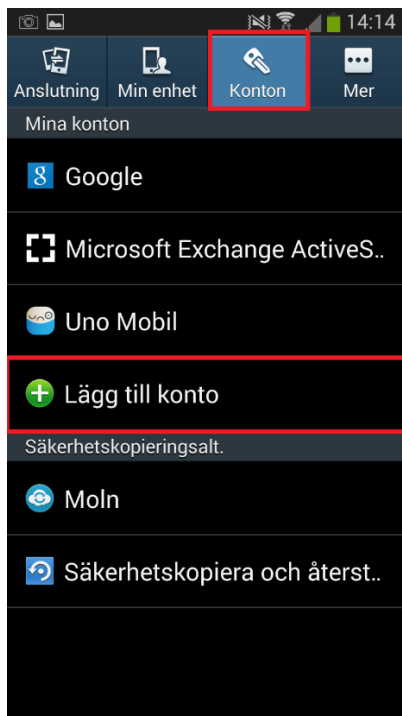 14:14
Anslutning Min enhet Konton Mer
Mina konton
Google
Microsoft Exchange ActiveS..
Uno Mobil
Lägg till konto
Säkerhetskopieringsalt.
Moln
Säkerhetskopiera och återst..